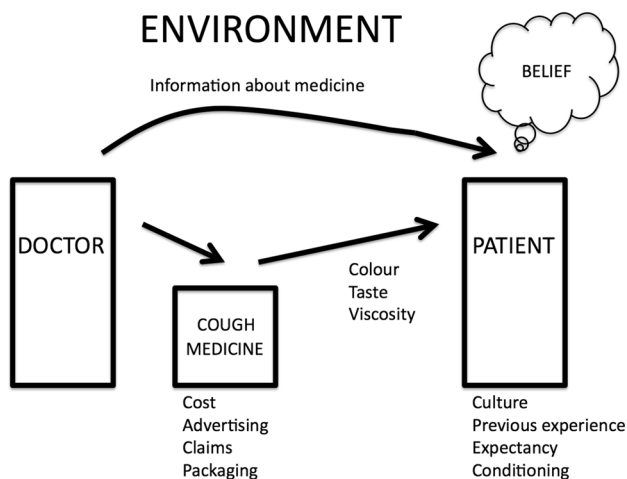 ENVIRONMENT
BELIEF
Information about medicine
DOCTOR
PATIENT
Colour
Taste
Viscosity
COUGH
MEDICINE
Cost
Advertising
Claims
Packaging
Culture
Previous experience
Expectancy
Conditioning